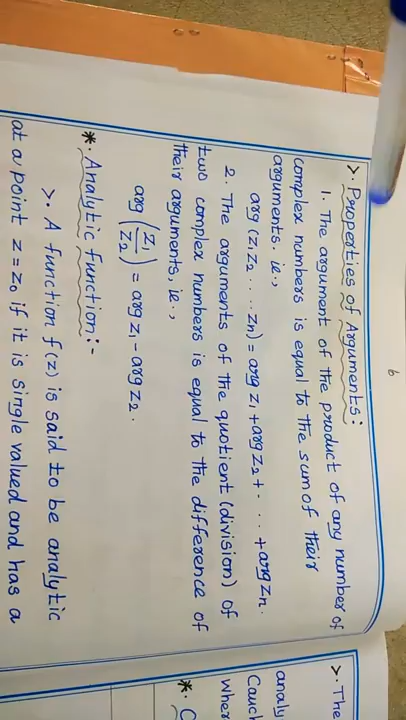 6
>. Properties of Arguments:
1. The argument of the product of any number of
complex numbers is equal to the sum of their
arguments. ie.,
arg (z₁ z₂ ... zn) = arg z₁ + arg z₂ + ... + arg zn.
2. The arguments of the quotient (division) of
two complex numbers is equal to the difference of
their arguments, ie.,
arg (z₁/z₂) = arg z₁ - arg z₂.
*. Analytic function:-
>. A function f(z) is said to be analytic
at a point z = z₀ if it is single valued and has a
>. The
analy
Cauch
wher
*.